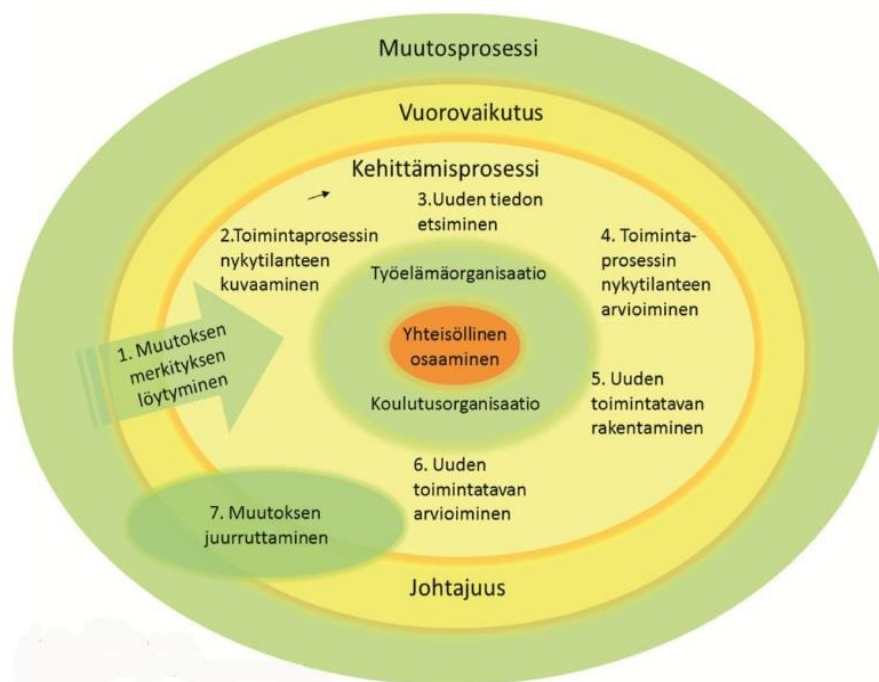 Muutosprosessi
Vuorovaikutus
Kehittämisprosessi
1. Muutoksen
merkityksen
löytyminen
2.Toimintaprosessin
nykytilanteen
kuvaaminen
3.Uuden tiedon
etsiminen
4. Toiminta-
prosessin
nykytilanteen
arvioiminen
Työelämäorganisaatio
Yhteisöllinen
osaaminen
Koulutusorganisaatio
5. Uuden
toimintatavan
rakentaminen
6. Uuden
toimintatavan
arvioiminen
7. Muutoksen
juurruttaminen
Johtajuus